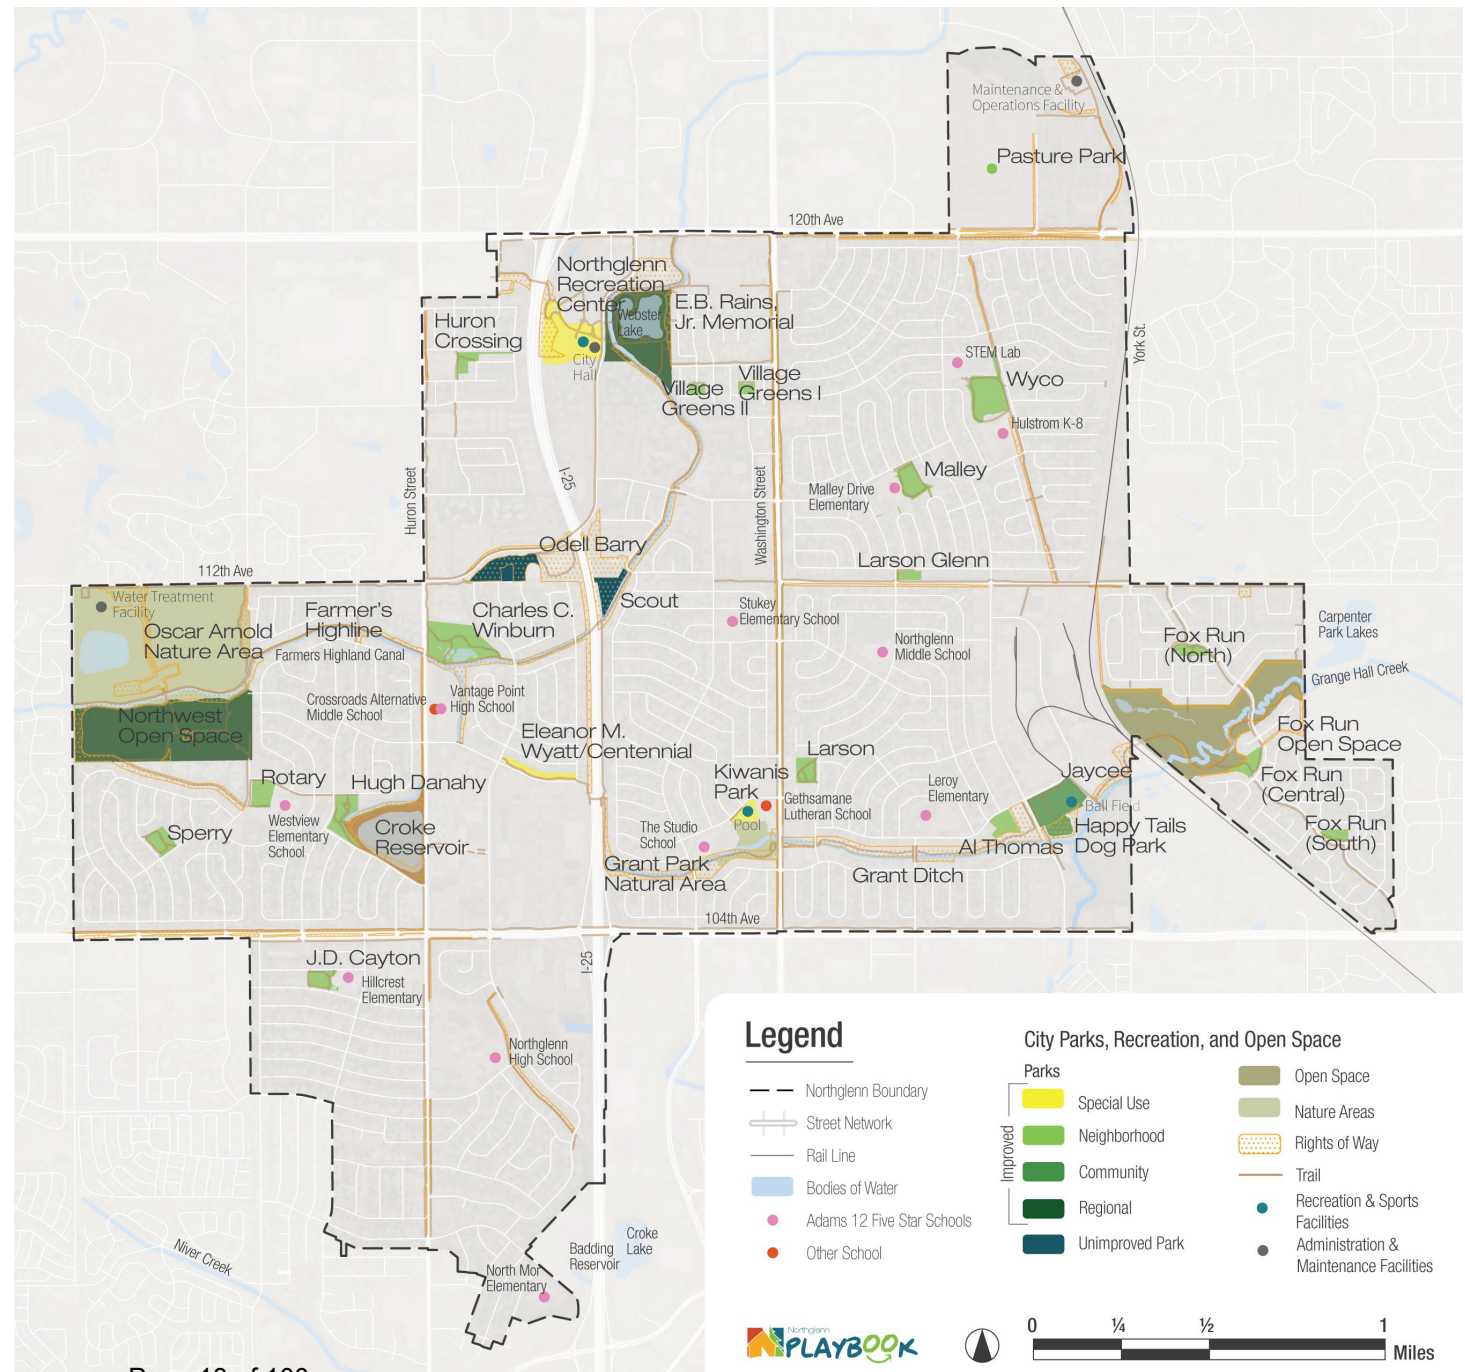 Maintenance &
Operations Facility
Pasture Park
120th Ave
Northglenn
Recreation
Center
Webster
Lake
E.B. Rains,
Jr. Memorial
Huron
Crossing
City
Hall
Village
Greens II
Village
Greens I
STEM Lab
Wyco
York St.
Hulstrom K-8
Malley
Malley Drive
Elementary
Huron Street
I-25
Washington Street
Odell Barry
Larson Glenn
112th Ave
Water Treatment
Facility
Oscar Arnold
Nature Area
Farmer's
Highline
Farmers Highland Canal
Charles C.
Winburn
Scout
Stukey
Elementary School
Northglenn
Middle School
Fox Run
(North)
Carpenter
Park Lakes
Grange Hall Creek
Crossroads Alternative
Middle School
Vantage Point
High School
Northwest
Open Space
Eleanor M.
Wyatt/Centennial
Fox Run
Open Space
Rotary
Hugh Danahy
Kiwanis
Park
Larson
Jaycee
Fox Run
(Central)
Westview
Elementary
School
Sperry
Croke
Reservoir
The Studio
School
Pool
Gethsamane
Lutheran School
Leroy
Elementary
Ball Field
Happy Tails
Dog Park
Al Thomas
Fox Run
(South)
Grant Park
Natural Area
Grant Ditch
104th Ave
I-25
J.D. Cayton
Hillcrest
Elementary
Northglenn
High School
Niver Creek
North Mor
Elementary
Badding
Reservoir
Croke
Lake
Legend
Northglenn Boundary
Street Network
Rail Line
Bodies of Water
Adams 12 Five Star Schools
Other School
City Parks, Recreation, and Open Space
Parks
Improved
Special Use
Neighborhood
Community
Regional
Unimproved Park
Open Space
Nature Areas
Rights of Way
Trail
Recreation & Sports
Facilities
Administration &
Maintenance Facilities
Northglenn
PLAYBOOK
0 ¼ ½ 1
Miles